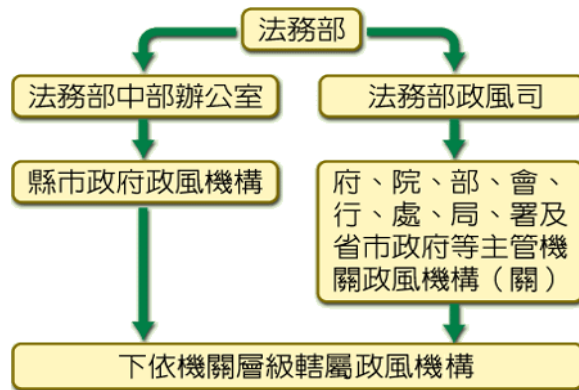 法務部
法務部中部辦公室
法務部政風司
縣市政府政風機構
府、院、部、會、
行、處、局、署及
省市政府等主管機
關政風機構（關）
下依機關層級轄屬政風機構